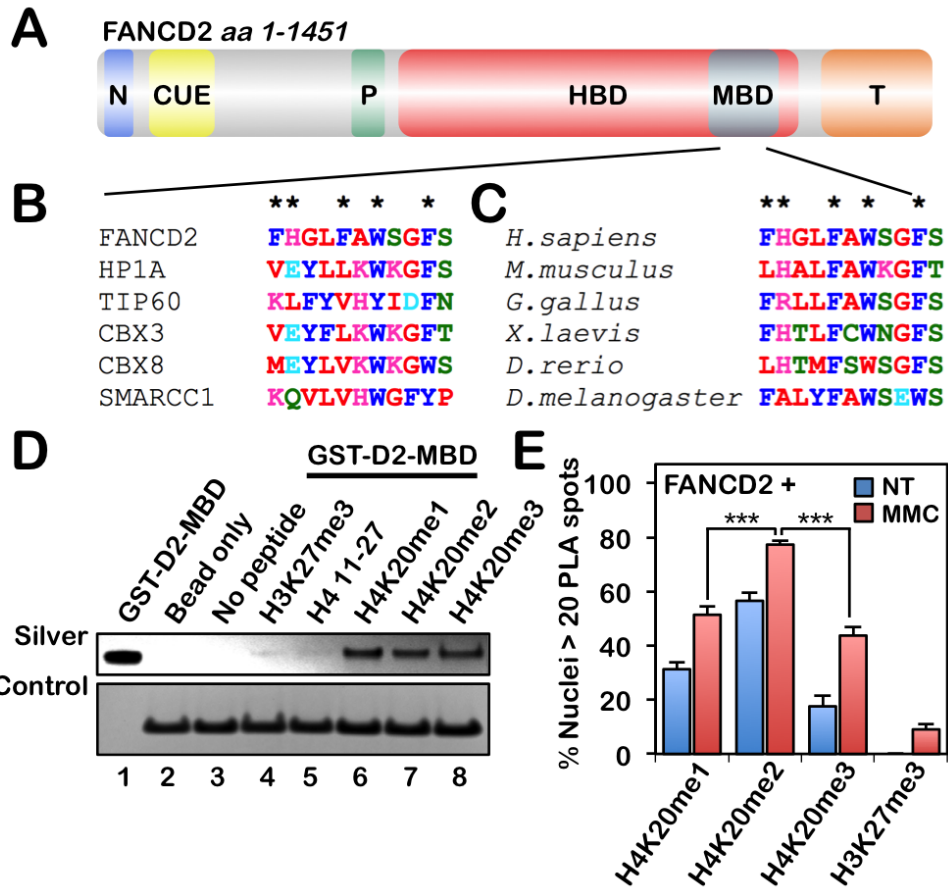 A
FANCD2 aa 1-1451
N CUE P HBD MBD T
B
** * * *
FANCD2 FHGLFAWSGFS
HP1A VEYLLKWKGFS
TIP60 KLFYVHYIDFN
CBX3 VEYFLKWKGFT
CBX8 MEYLVKWKGWS
SMARCC1 KQVLVHWGFYP
C
** * * *
H.sapiens FHGLFAWSGFS
M.musculus LHALFAWKGFT
G.gallus FRLLFAWSGFS
X.laevis FHTLFCWNGFS
D.rerio LHTMFSWSGFS
D.melanogaster FALYFAWSEWS
D
GST-D2-MBD
GST-D2-MBD
Bead only
No peptide
H3K27me3
H4 11-27
H4K20me1
H4K20me2
H4K20me3
Silver
Control
1 2 3 4 5 6 7 8
E
FANCD2 +
NT
MMC
*** ***
% Nuclei > 20 PLA spots
100
80
60
40
20
0
H4K20me1
H4K20me2
H4K20me3
H3K27me3